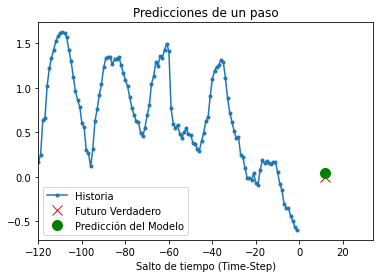 Predicciones de un paso
1.5
1.0
0.5
0.0
−0.5
Historia
Futuro Verdadero
Predicción del Modelo
−120 −100 −80 −60 −40 −20 0 20
Salto de tiempo (Time-Step)